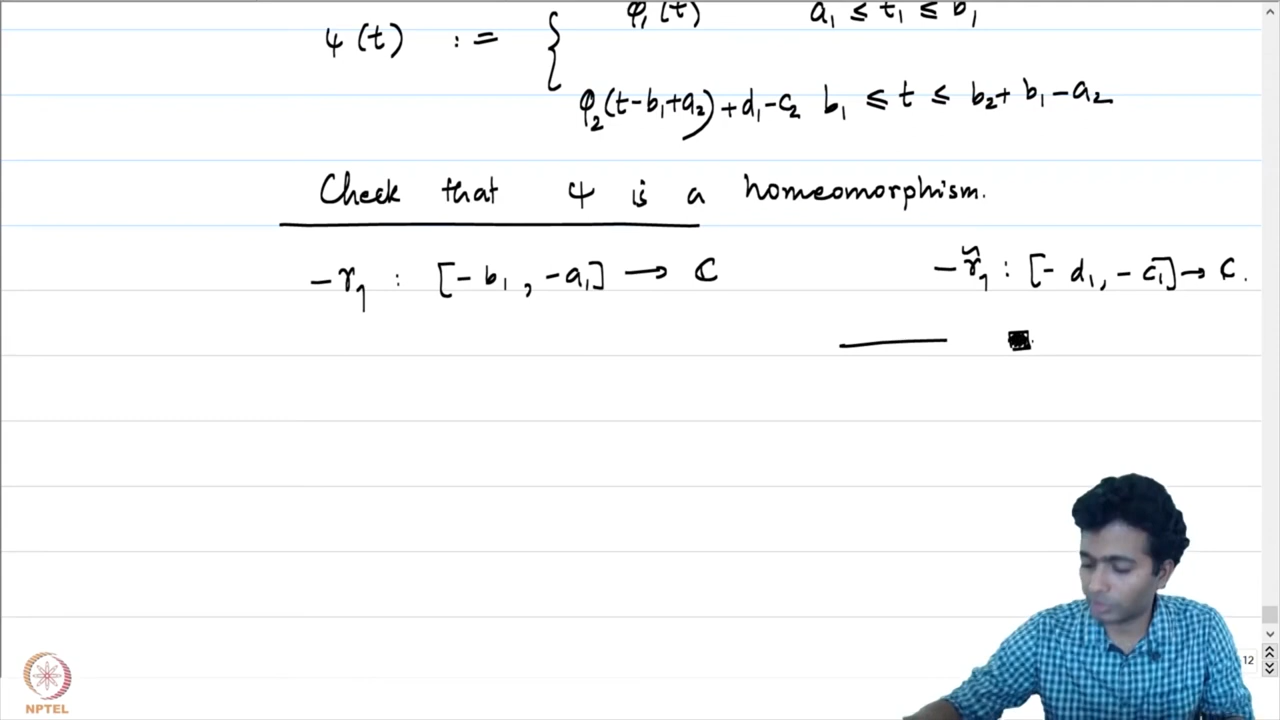 φ₁(t) a₁ ≤ t₁ ≤ b₁
ψ(t) := {
φ₂(t-b₁+a₂)+d₁-c₂ b₁ ≤ t ≤ b₂+b₁-a₂
Check that ψ is a homeomorphism.
-γ₁ : [-b₁, -a₁] → ℂ -γ̃₁ : [-d₁, -c₁] → ℂ.
12
NPTEL